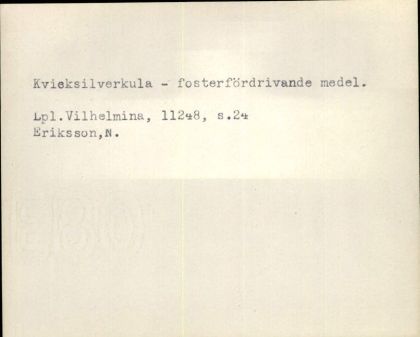 Kvicksilverkula - fosterfördrivande medel.
Lpl.Vilhelmina, 11248, s.24
Eriksson,N.